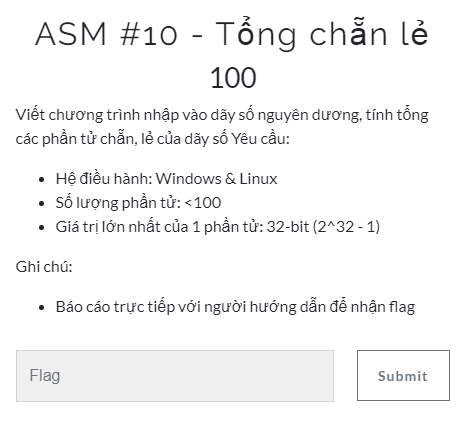 ASM #10 - Tổng chẵn lẻ
100
Viết chương trình nhập vào dãy số nguyên dương, tính tổng
các phần tử chẵn, lẻ của dãy số Yêu cầu:
• Hệ điều hành: Windows & Linux
• Số lượng phần tử: <100
• Giá trị lớn nhất của 1 phần tử: 32-bit (2^32 - 1)
Ghi chú:
• Báo cáo trực tiếp với người hướng dẫn để nhận flag
Flag
Submit